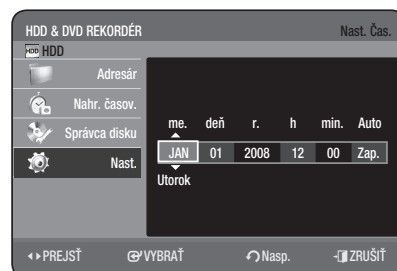 HDD & DVD REKORDÉR Nast. Čas.
HDD HDD
Adresár
Nahr. časov.
Správca disku
Nast.
me. deň r. h min. Auto
JAN 01 2008 12 00 Zap.
Utorok
PREJSŤ VYBRAŤ Nasp. ZRUŠIŤ